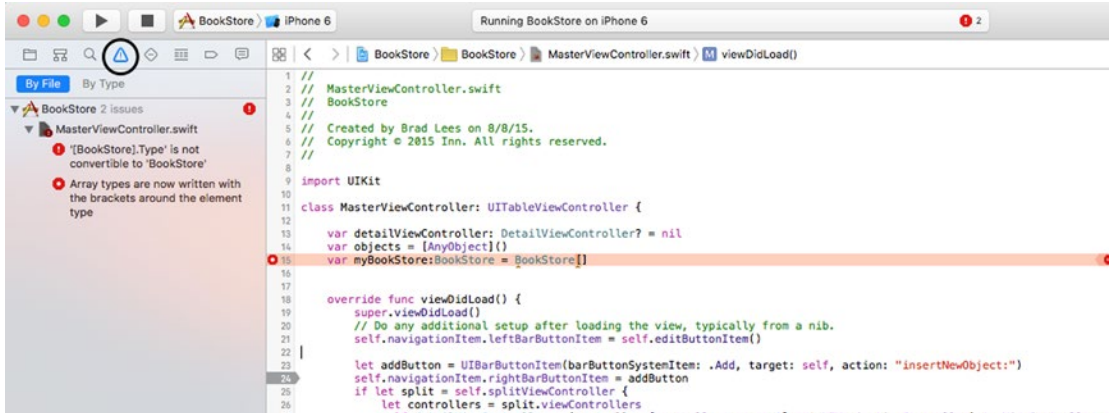 BookStore
iPhone 6
Running BookStore on iPhone 6
2
BookStore
BookStore
MasterViewController.swift
M viewDidLoad()
By File
By Type
BookStore 2 issues
MasterViewController.swift
'[BookStore].Type' is not
convertible to 'BookStore'
Array types are now written with
the brackets around the element
type
1 //
2 //  MasterViewController.swift
3 //  BookStore
4 //
5 //  Created by Brad Lees on 8/8/15.
6 //  Copyright © 2015 Inn. All rights reserved.
7 //
8
9 import UIKit
10
11 class MasterViewController: UITableViewController {
12
13     var detailViewController: DetailViewController? = nil
14     var objects = [AnyObject]()
15     var myBookStore:BookStore = BookStore[]
16
17
18     override func viewDidLoad() {
19         super.viewDidLoad()
20         // Do any additional setup after loading the view, typically from a nib.
21         self.navigationItem.leftBarButtonItem = self.editButtonItem()
22
23         let addButton = UIBarButtonItem(barButtonSystemItem: .Add, target: self, action: "insertNewObject:")
24         self.navigationItem.rightBarButtonItem = addButton
25         if let split = self.splitViewController {
26             let controllers = split.viewControllers